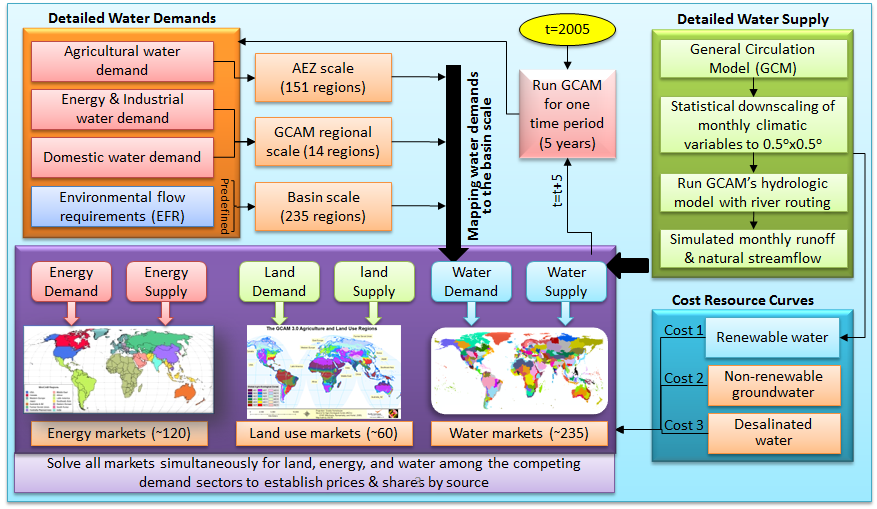 Detailed Water Demands
Agricultural water
demand
Energy & Industrial
water demand
Domestic water demand
Environmental flow
requirements (EFR)
Predefined
AEZ scale
(151 regions)
GCAM regional
scale (14 regions)
Basin scale
(235 regions)
Mapping water demands
to the basin scale
t=2005
Run GCAM
for one
time period
(5 years)
t=t+5
Detailed Water Supply
General Circulation
Model (GCM)
Statistical downscaling of
monthly climatic
variables to 0.5°x0.5°
Run GCAM's hydrologic
model with river routing
Simulated monthly runoff
& natural streamflow
Energy
Demand
Energy
Supply
Land
Demand
land
Supply
Water
Demand
Water
Supply
The GCAM 3.0 Agriculture and Land Use Regions
Energy markets (~120)
Land use markets (~60)
Water markets (~235)
Solve all markets simultaneously for land, energy, and water among the competing
demand sectors to establish prices & shares by source
Cost Resource Curves
Cost 1
Renewable water
Cost 2
Non-renewable
groundwater
Cost 3
Desalinated
water